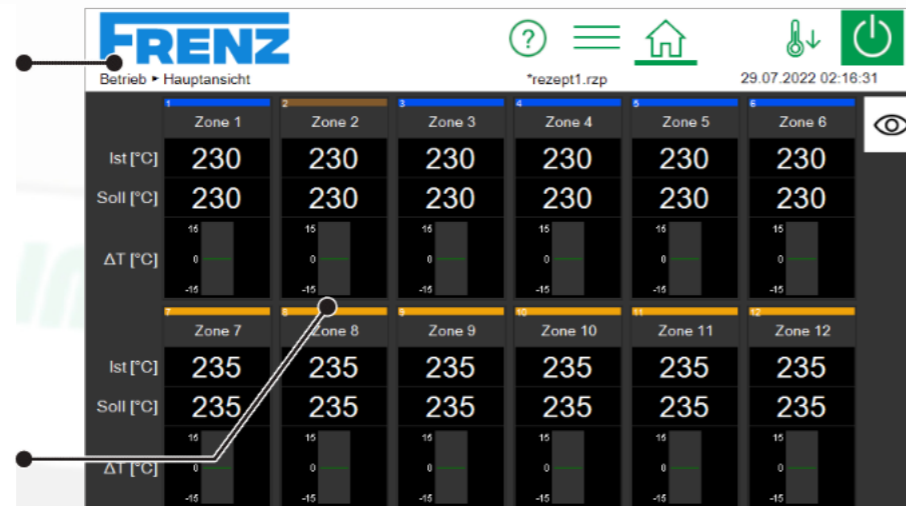 FRENZ
Betrieb ▸ Hauptansicht *rezept1.rzp 29.07.2022 02:16:31
1 2 3 4 5 6
Zone 1 Zone 2 Zone 3 Zone 4 Zone 5 Zone 6
Ist [°C] 230 230 230 230 230 230
Soll [°C] 230 230 230 230 230 230
15 15 15 15 15 15
ΔT [°C] 0 0 0 0 0 0
-15 -15 -15 -15 -15 -15
7 8 9 10 11 12
Zone 7 Zone 8 Zone 9 Zone 10 Zone 11 Zone 12
Ist [°C] 235 235 235 235 235 235
Soll [°C] 235 235 235 235 235 235
15 15 15 15 15 15
ΔT [°C] 0 0 0 0 0 0
-15 -15 -15 -15 -15 -15